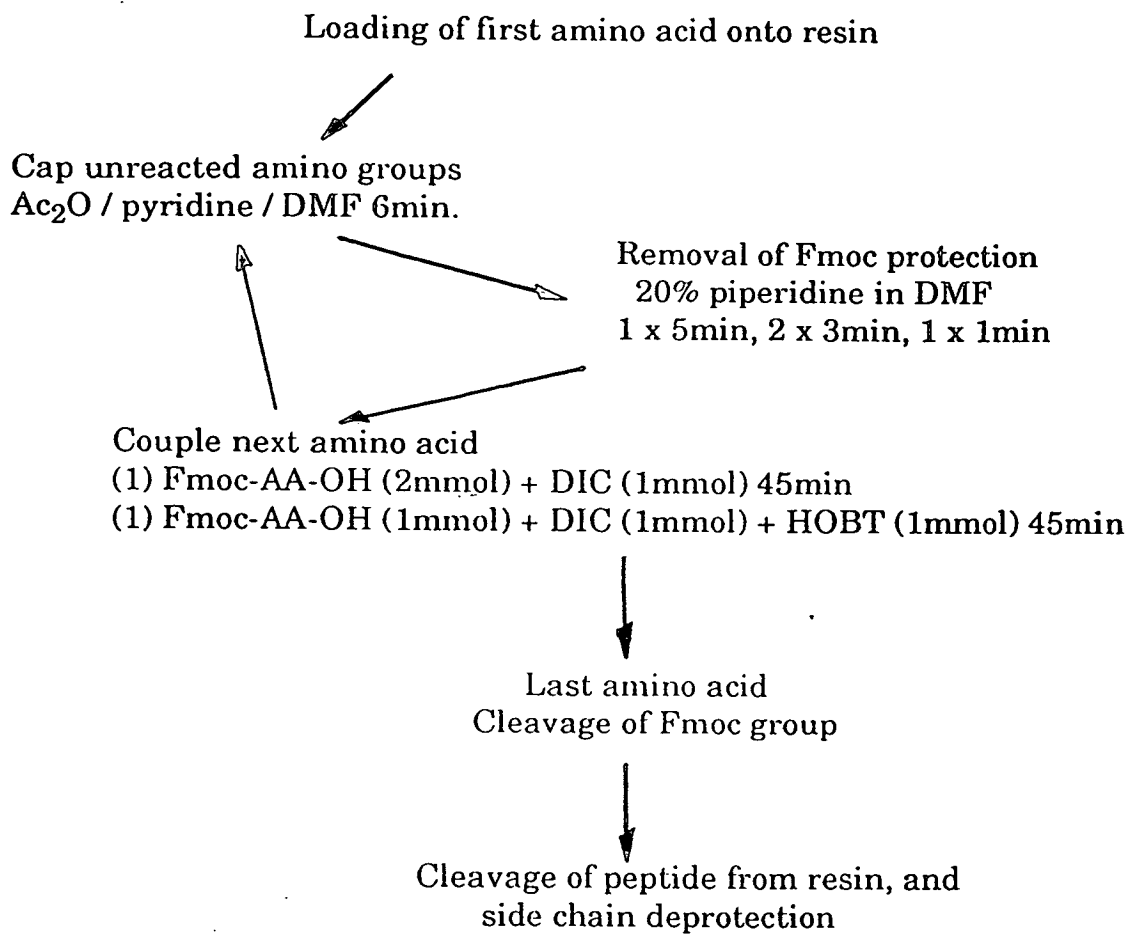 Loading of first amino acid onto resin
Cap unreacted amino groups
Ac₂O / pyridine / DMF 6min.
Removal of Fmoc protection
20% piperidine in DMF
1 x 5min, 2 x 3min, 1 x 1min
Couple next amino acid
(1) Fmoc-AA-OH (2mmol) + DIC (1mmol) 45min
(1) Fmoc-AA-OH (1mmol) + DIC (1mmol) + HOBT (1mmol) 45min
Last amino acid
Cleavage of Fmoc group
Cleavage of peptide from resin, and
side chain deprotection